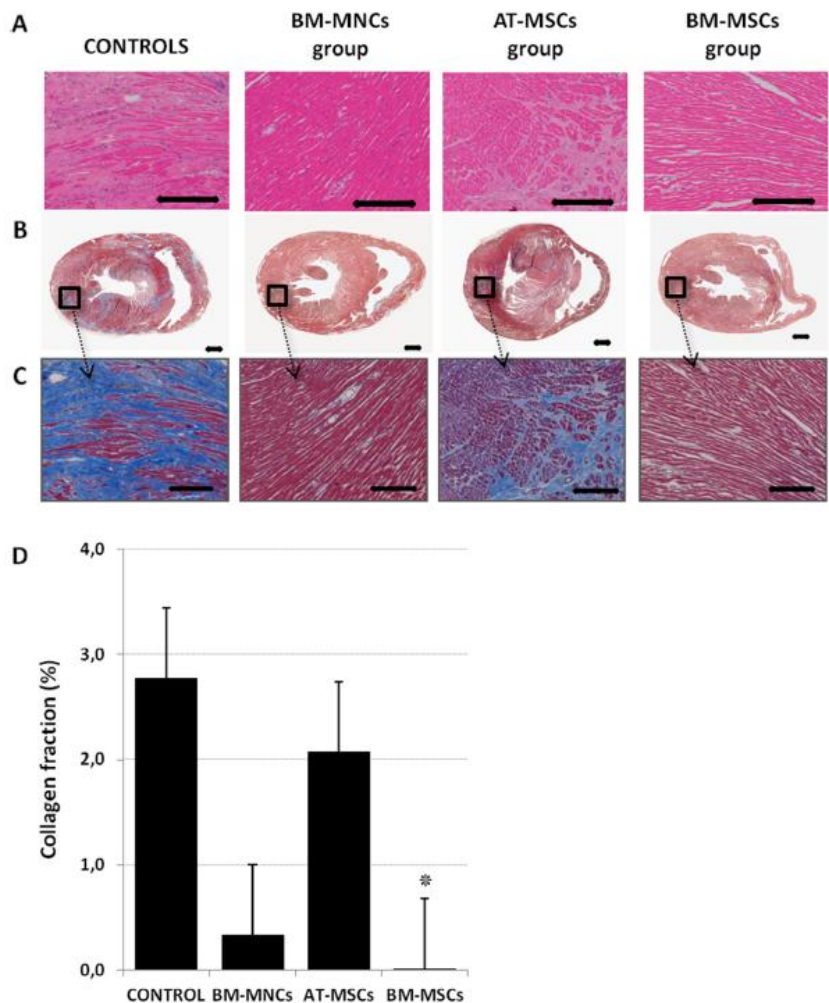 A
CONTROLS
BM-MNCs
group
AT-MSCs
group
BM-MSCs
group
B
C
D
Collagen fraction (%)
4,0
3,0
2,0
1,0
0,0
*
CONTROL BM-MNCs AT-MSCs BM-MSCs